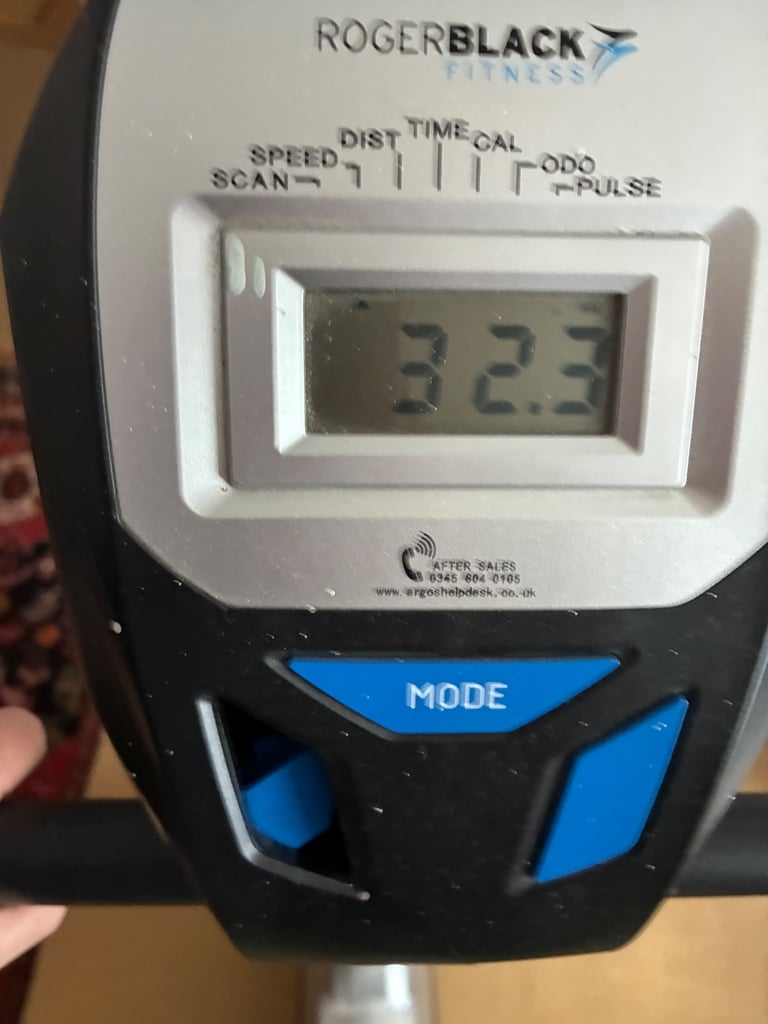 ROGERBLACK
FITNESS
SCAN SPEED DIST TIME CAL ODO PULSE
32.3
AFTER SALES
0345 604 0105
www.argoshelpdesk.co.uk
MODE